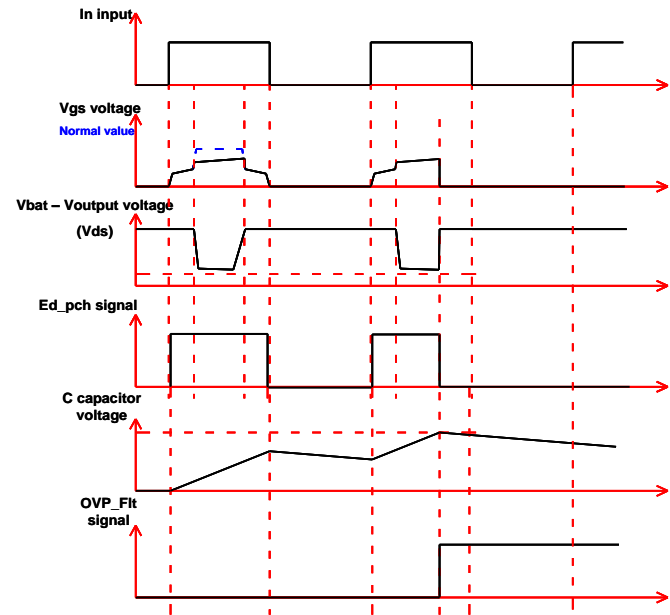 In input
Vgs voltage
Normal value
Vbat – Voutput voltage
(Vds)
Ed_pch signal
C capacitor
voltage
OVP_Flt
signal